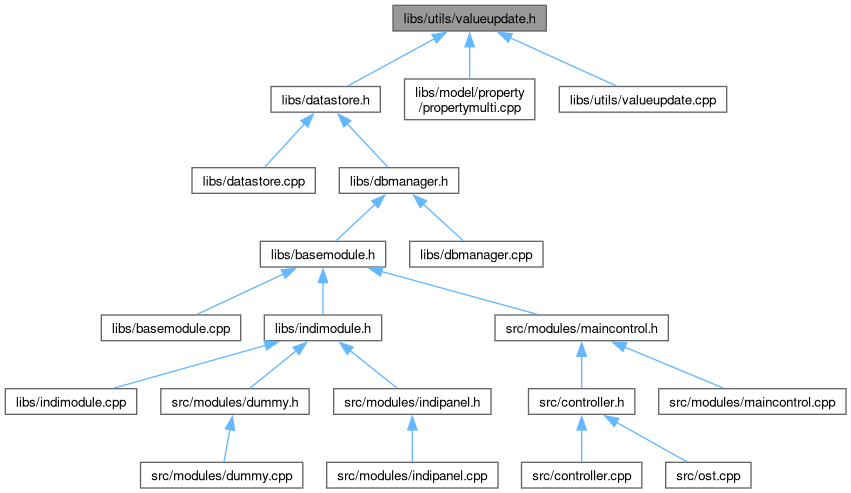 libs/utils/valueupdate.h
libs/datastore.h
libs/model/property
/propertymulti.cpp
libs/utils/valueupdate.cpp
libs/datastore.cpp
libs/dbmanager.h
libs/basemodule.h
libs/dbmanager.cpp
libs/basemodule.cpp
libs/indimodule.h
src/modules/maincontrol.h
libs/indimodule.cpp
src/modules/dummy.h
src/modules/indipanel.h
src/controller.h
src/modules/maincontrol.cpp
src/modules/dummy.cpp
src/modules/indipanel.cpp
src/controller.cpp
src/ost.cpp